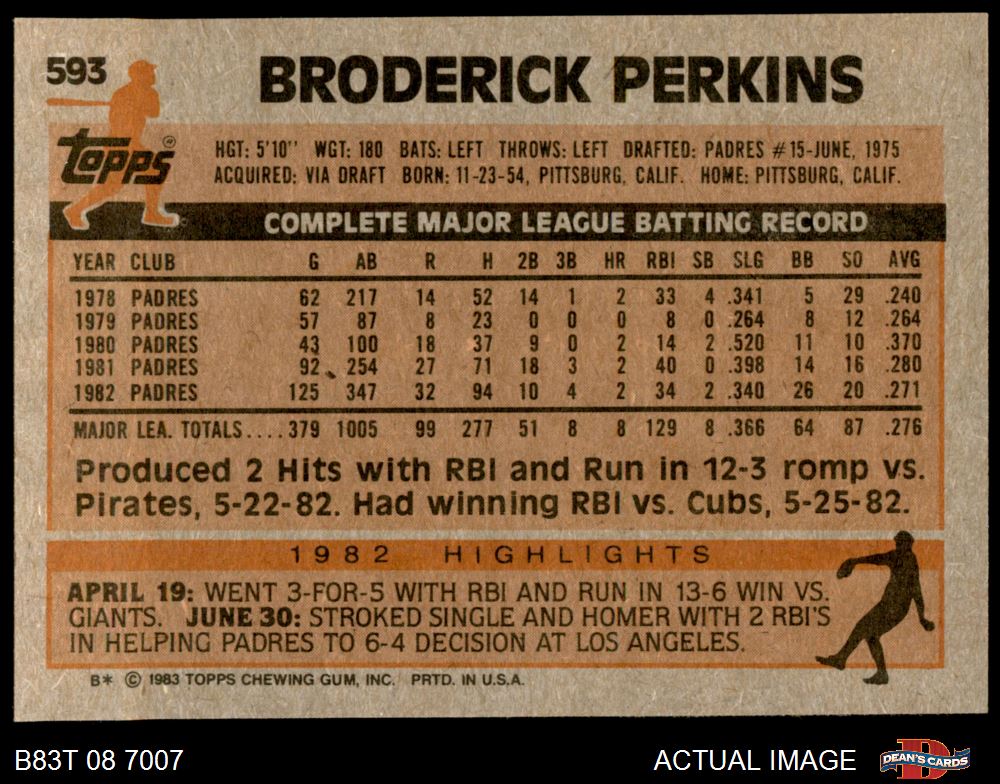 593
BRODERICK PERKINS
Topps®
HGT: 5'10" WGT: 180 BATS: LEFT THROWS: LEFT DRAFTED: PADRES #15-JUNE, 1975
ACQUIRED: VIA DRAFT BORN: 11-23-54, PITTSBURG, CALIF. HOME: PITTSBURG, CALIF.
COMPLETE MAJOR LEAGUE BATTING RECORD
YEAR CLUB G AB R H 2B 3B HR RBI SB SLG BB SO AVG
1978 PADRES 62 217 14 52 14 1 2 33 4 .341 5 29 .240
1979 PADRES 57 87 8 23 0 0 0 8 0 .264 8 12 .264
1980 PADRES 43 100 18 37 9 0 2 14 2 .520 11 10 .370
1981 PADRES 92 254 27 71 18 3 2 40 0 .398 14 16 .280
1982 PADRES 125 347 32 94 10 4 2 34 2 .340 26 20 .271
MAJOR LEA. TOTALS.... 379 1005 99 277 51 8 8 129 8 .366 64 87 .276
Produced 2 Hits with RBI and Run in 12-3 romp vs.
Pirates, 5-22-82. Had winning RBI vs. Cubs, 5-25-82.
1982 HIGHLIGHTS
APRIL 19: WENT 3-FOR-5 WITH RBI AND RUN IN 13-6 WIN VS.
GIANTS. JUNE 30: STROKED SINGLE AND HOMER WITH 2 RBI'S
IN HELPING PADRES TO 6-4 DECISION AT LOS ANGELES.
B* © 1983 TOPPS CHEWING GUM, INC. PRTD. IN U.S.A.
B83T 08 7007
ACTUAL IMAGE
DEAN'S CARDS